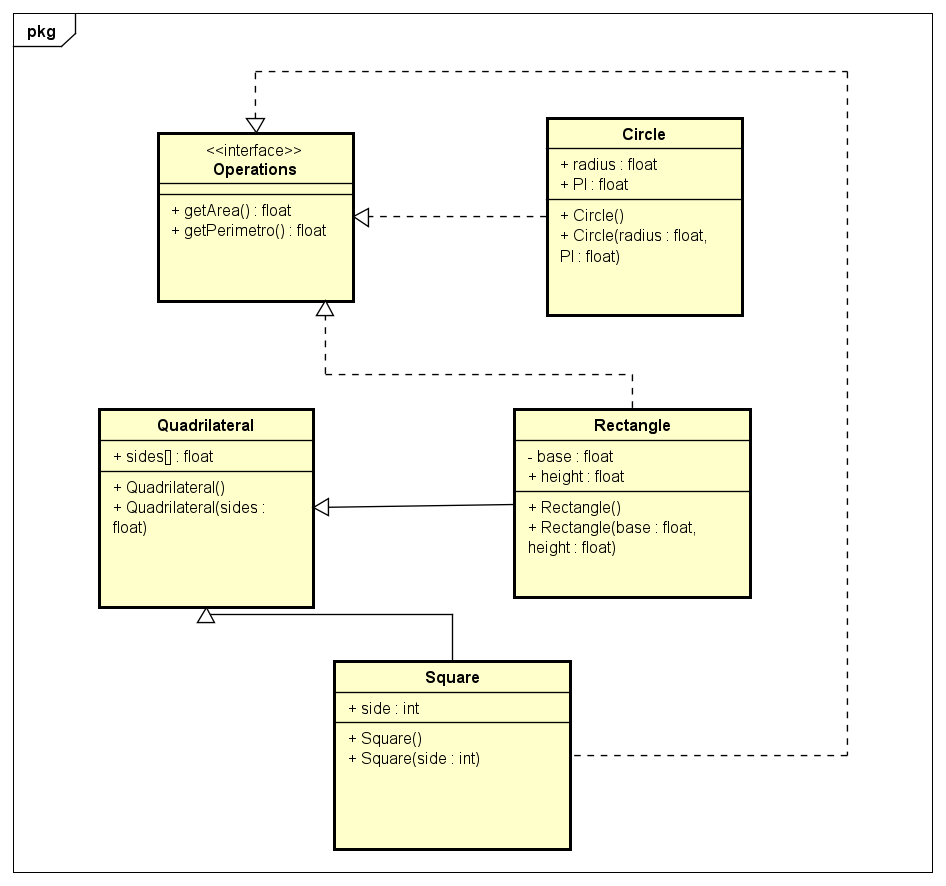 pkg
<<interface>>
Operations
+ getArea() : float
+ getPerimetro() : float
Circle
+ radius : float
+ PI : float
+ Circle()
+ Circle(radius : float,
PI : float)
Quadrilateral
+ sides[] : float
+ Quadrilateral()
+ Quadrilateral(sides :
float)
Rectangle
- base : float
+ height : float
+ Rectangle()
+ Rectangle(base : float,
height : float)
Square
+ side : int
+ Square()
+ Square(side : int)